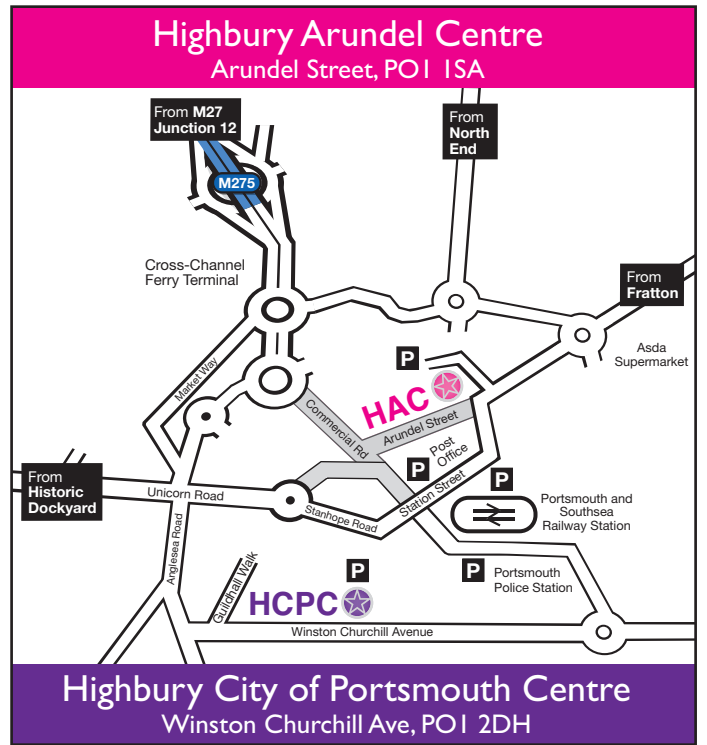 Highbury Arundel Centre
Arundel Street, PO1 1SA
From M27
Junction 12
From
North
End
M275
Cross-Channel
Ferry Terminal
From
Fratton
Asda
Supermarket
Market Way
P
HAC
Commercial Rd
Arundel Street
Post
Office
P
P
From
Historic
Dockyard
Unicorn Road
Station Street
Stanhope Road
Portsmouth and
Southsea
Railway Station
Anglesea Road
Guildhall Walk
P
P
Portsmouth
Police Station
HCPC
Winston Churchill Avenue
Highbury City of Portsmouth Centre
Winston Churchill Ave, PO1 2DH